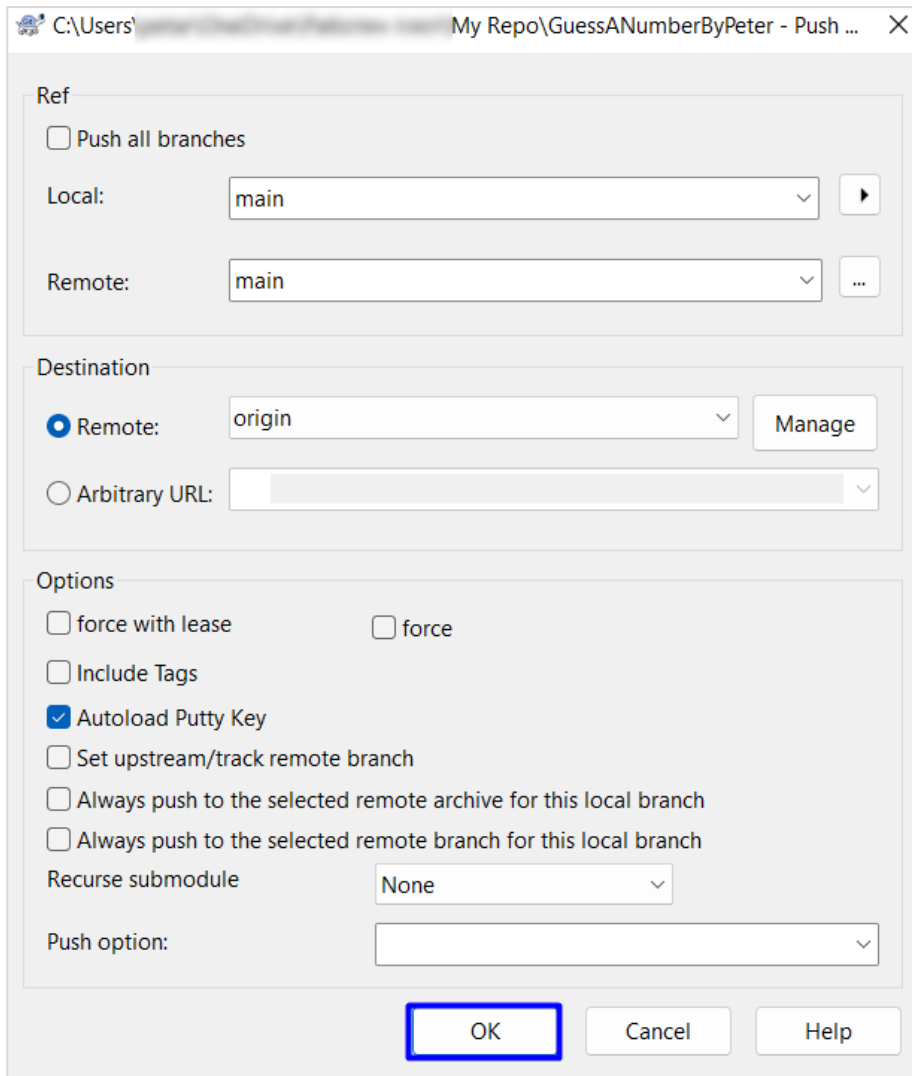 C:\Users\ My Repo\GuessANumberByPeter - Push ...
Ref
Push all branches
Local: main
Remote: main ...
Destination
Remote: origin Manage
Arbitrary URL:
Options
force with lease force
Include Tags
Autoload Putty Key
Set upstream/track remote branch
Always push to the selected remote archive for this local branch
Always push to the selected remote branch for this local branch
Recurse submodule None
Push option:
OK Cancel Help